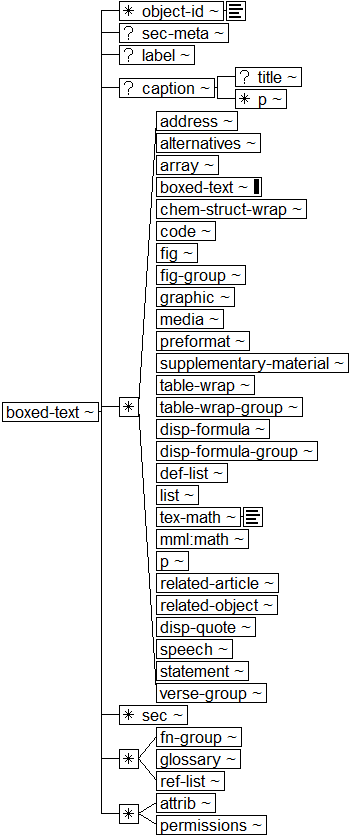 * object-id ~
? sec-meta ~
? label ~
? caption ~
? title ~
* p ~
address ~
alternatives ~
array ~
boxed-text ~
chem-struct-wrap ~
code ~
fig ~
fig-group ~
graphic ~
media ~
preformat ~
supplementary-material ~
table-wrap ~
boxed-text ~
*
table-wrap-group ~
disp-formula ~
disp-formula-group ~
def-list ~
list ~
tex-math ~
mml:math ~
p ~
related-article ~
related-object ~
disp-quote ~
speech ~
statement ~
verse-group ~
* sec ~
fn-group ~
*
glossary ~
ref-list ~
*
attrib ~
permissions ~